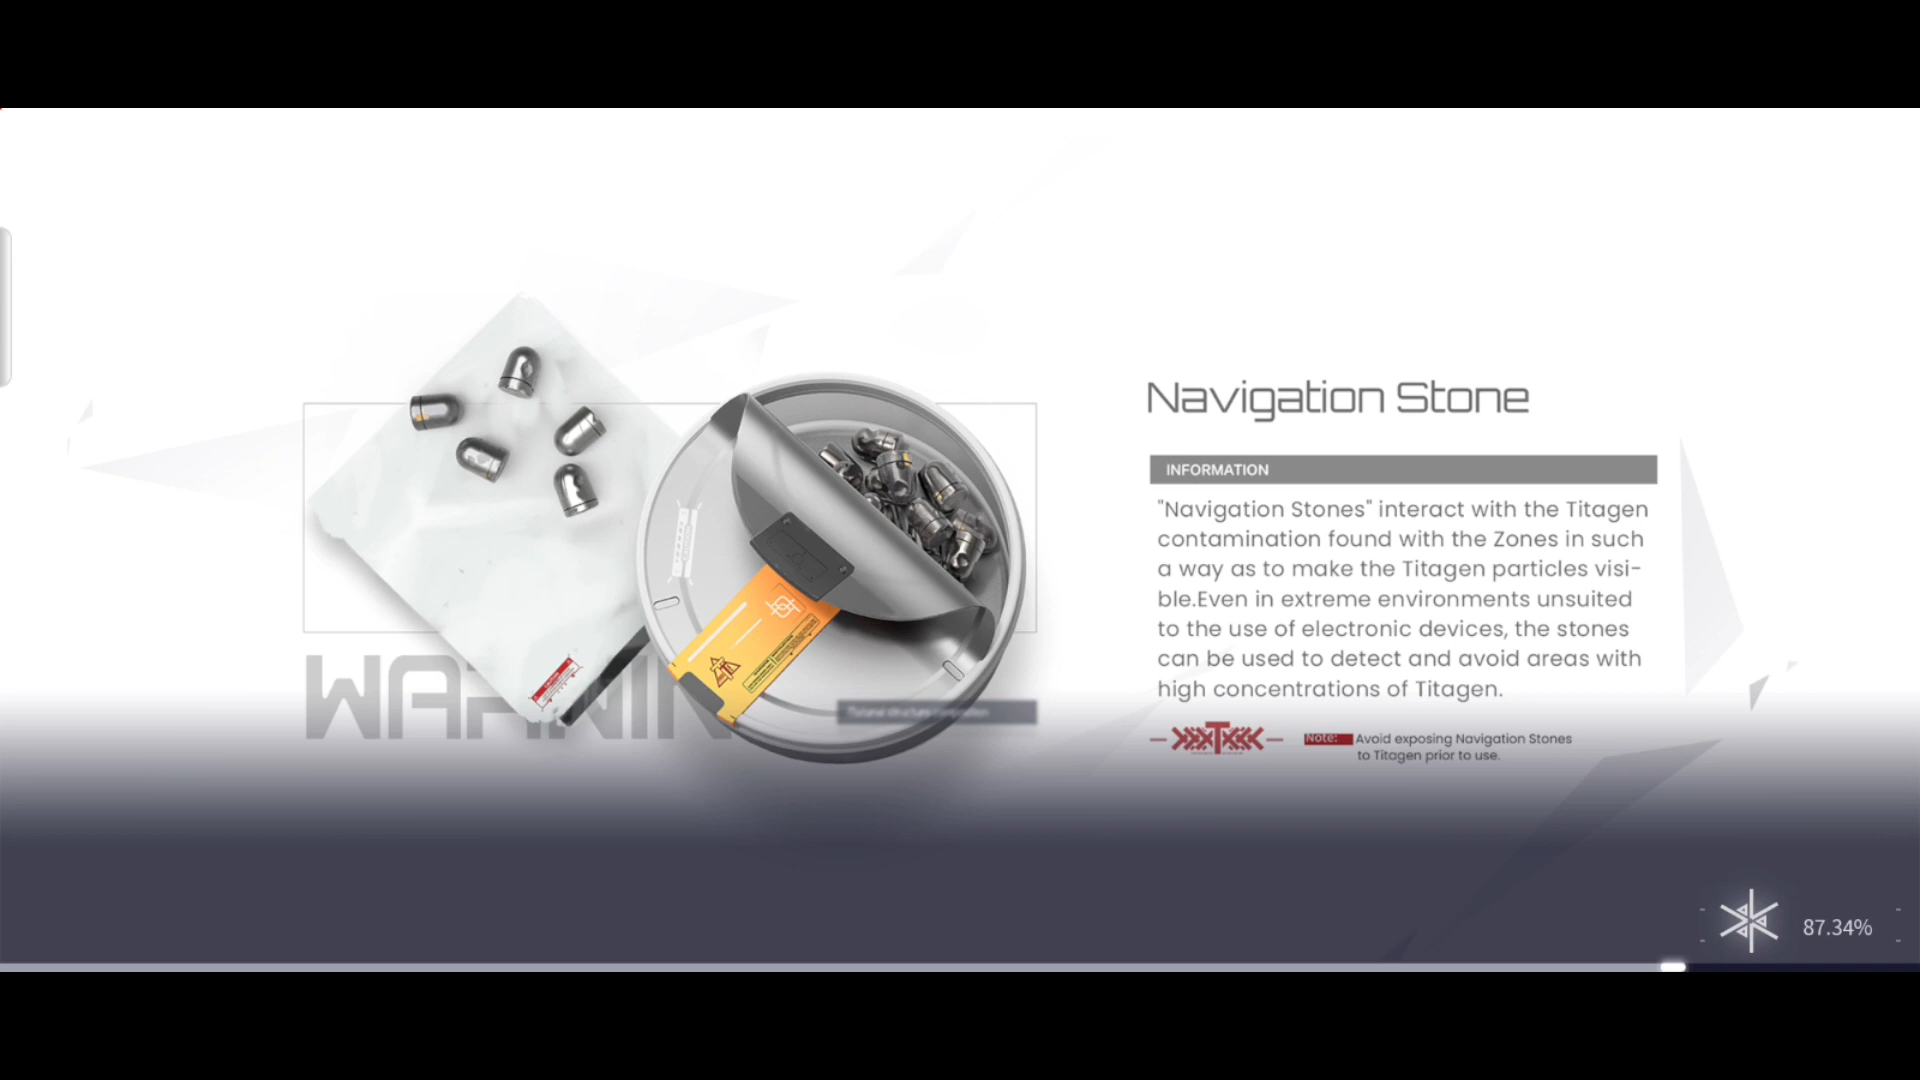 Navigation Stone
INFORMATION
"Navigation Stones" interact with the Titagen
contamination found with the Zones in such
a way as to make the Titagen particles visi-
ble.Even in extreme environments unsuited
to the use of electronic devices, the stones
can be used to detect and avoid areas with
high concentrations of Titagen.
Note: Avoid exposing Navigation Stones
to Titagen prior to use.
87.34%